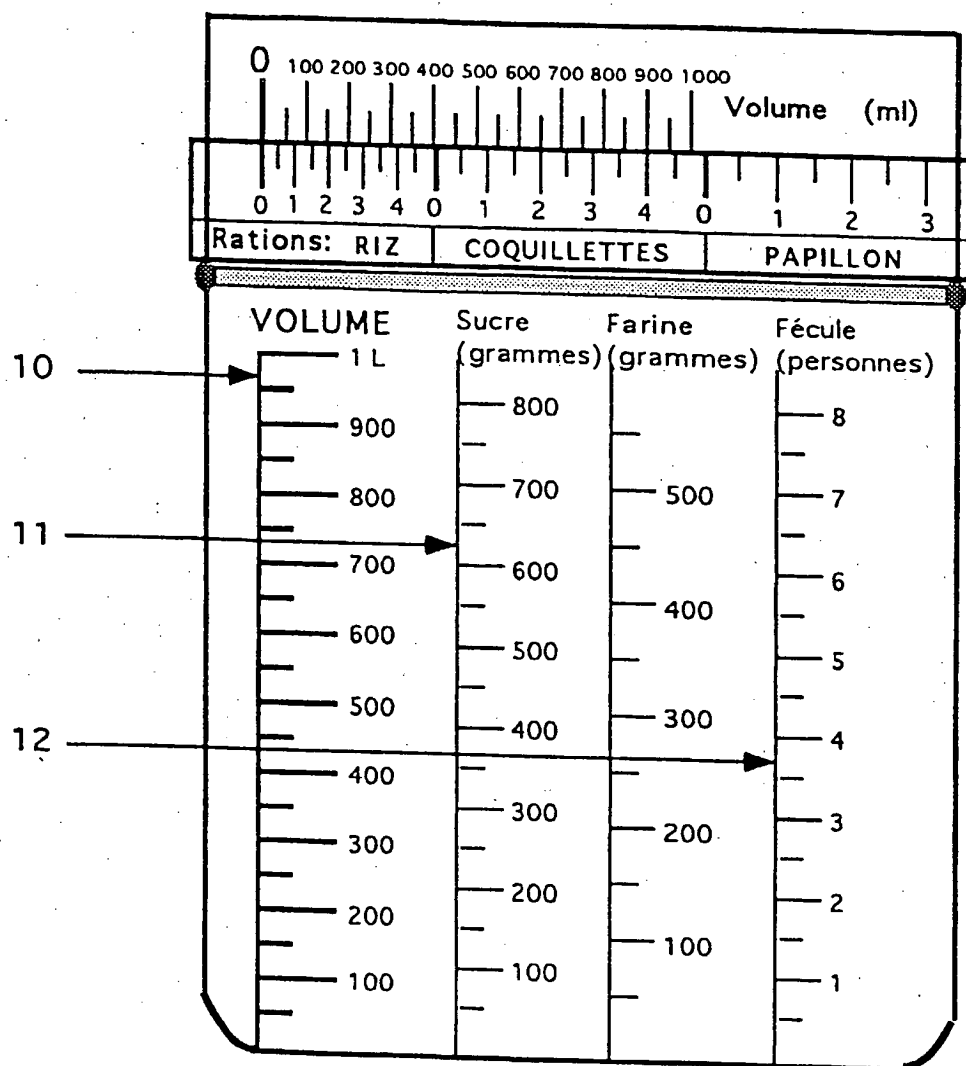 0 100 200 300 400 500 600 700 800 900 1000
Volume (ml)
0 1 2 3 4 0 1 2 3 4 0 1 2 3
Rations: RIZ COQUILLETTES PAPILLON
VOLUME Sucre Farine Fécule
(grammes) (grammes) (personnes)
10 1 L
800 8
900
500 700 7
800
11
700 600 6
400
600 500 5
500 400 300 4
12
400
300 200 3
300
200 2
200
100 100 1
100